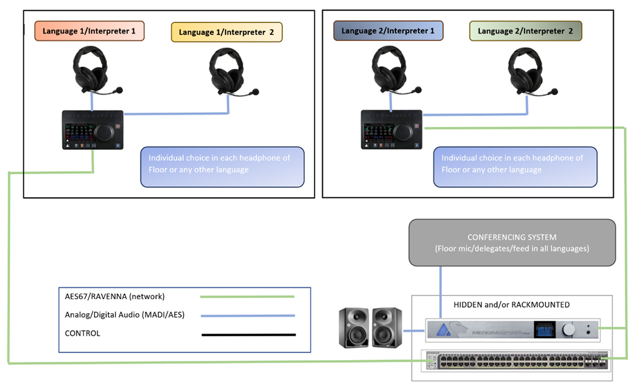 Language 1/Interpreter 1
Language 1/Interpreter 2
Language 2/Interpreter 1
Language 2/Interpreter 2
Individual choice in each headphone of
Floor or any other language
Individual choice in each headphone of
Floor or any other language
CONFERENCING SYSTEM
(Floor mic/delegates/feed in all languages)
AES67/RAVENNA (network)
Analog/Digital Audio (MADI/AES)
CONTROL
HIDDEN and/or RACKMOUNTED